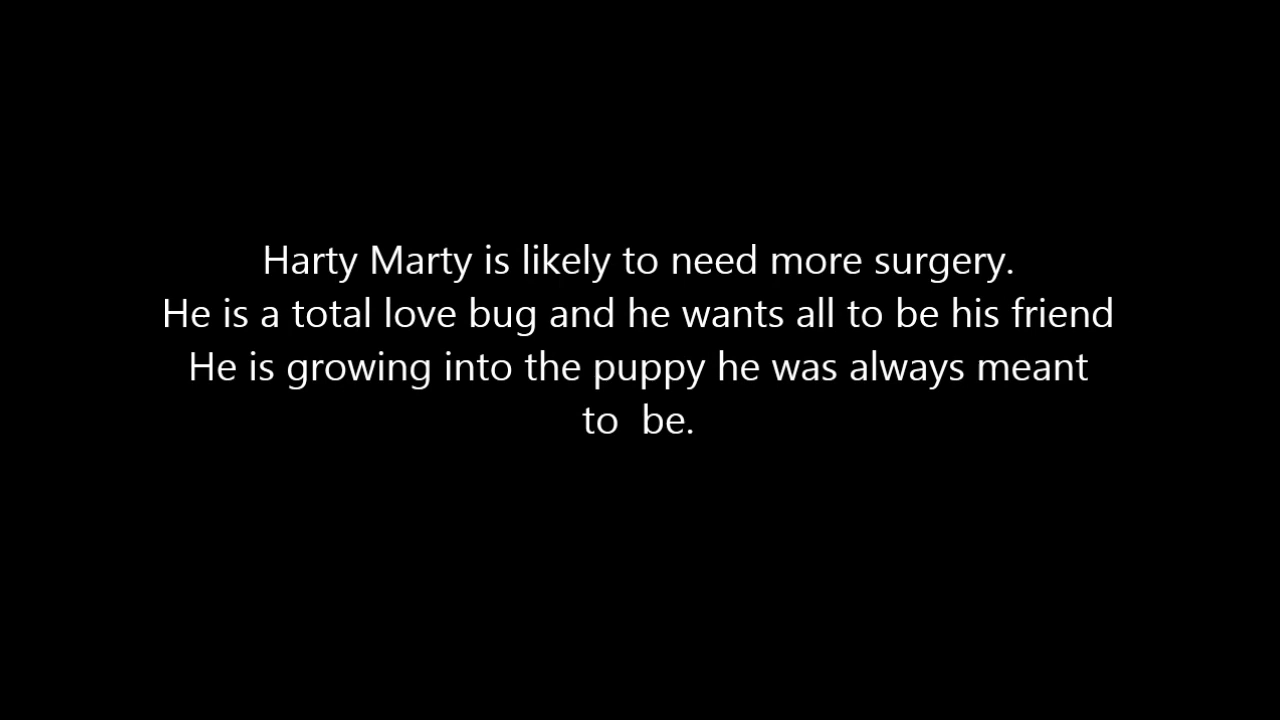 Harty Marty is likely to need more surgery.
He is a total love bug and he wants all to be his friend
He is growing into the puppy he was always meant
to  be.